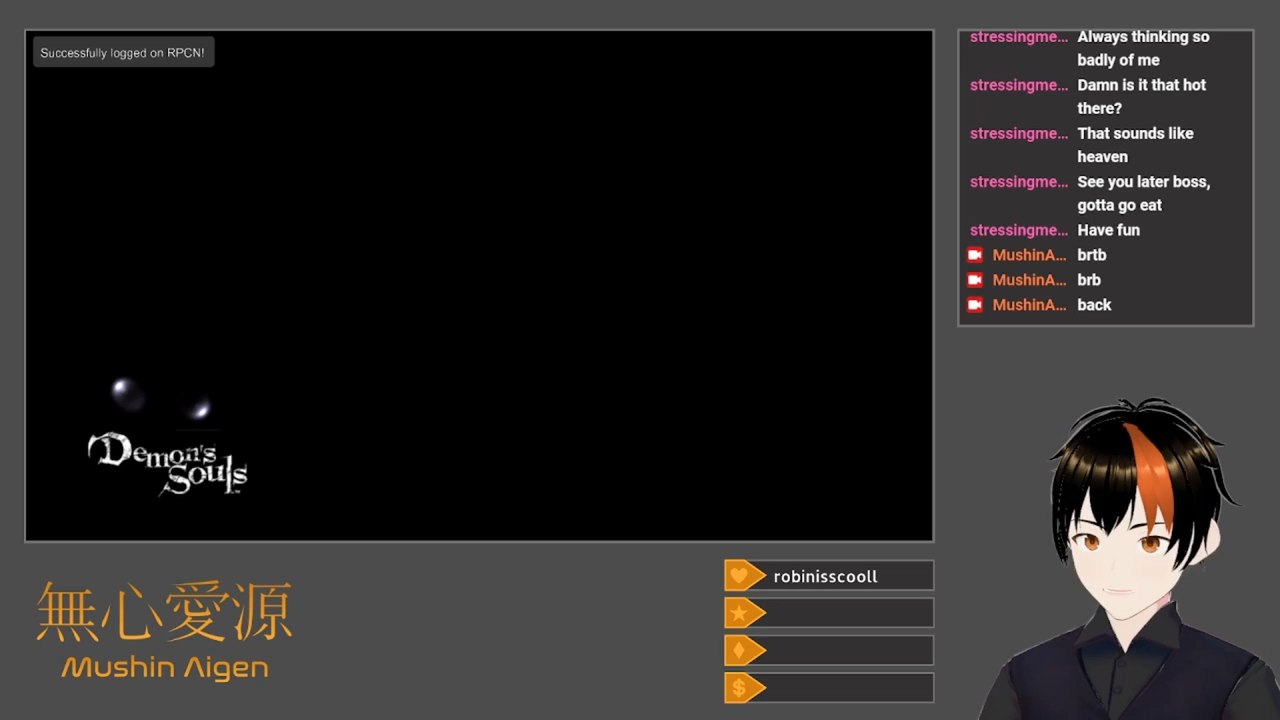 Successfully logged on RPCN!
Demon's
Souls
stressingme... Always thinking so
badly of me
stressingme... Damn is it that hot
there?
stressingme... That sounds like
heaven
stressingme... See you later boss,
gotta go eat
stressingme... Have fun
MushinA... brtb
MushinA... brb
MushinA... back
無心愛源
Mushin Aigen
robinisscooll
$